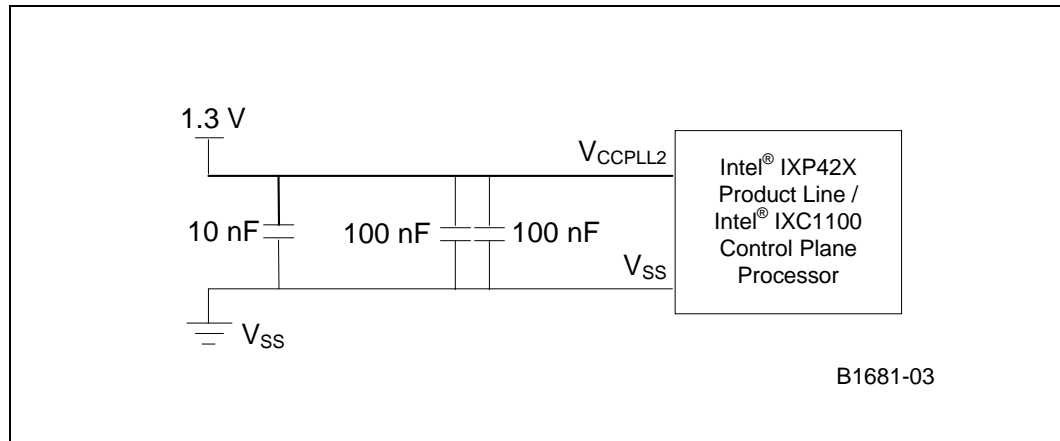 1.3 V
VCCPLL2
Intel® IXP42X
Product Line /
Intel® IXC1100
Control Plane
Processor
10 nF
100 nF
100 nF
VSS
VSS
B1681-03